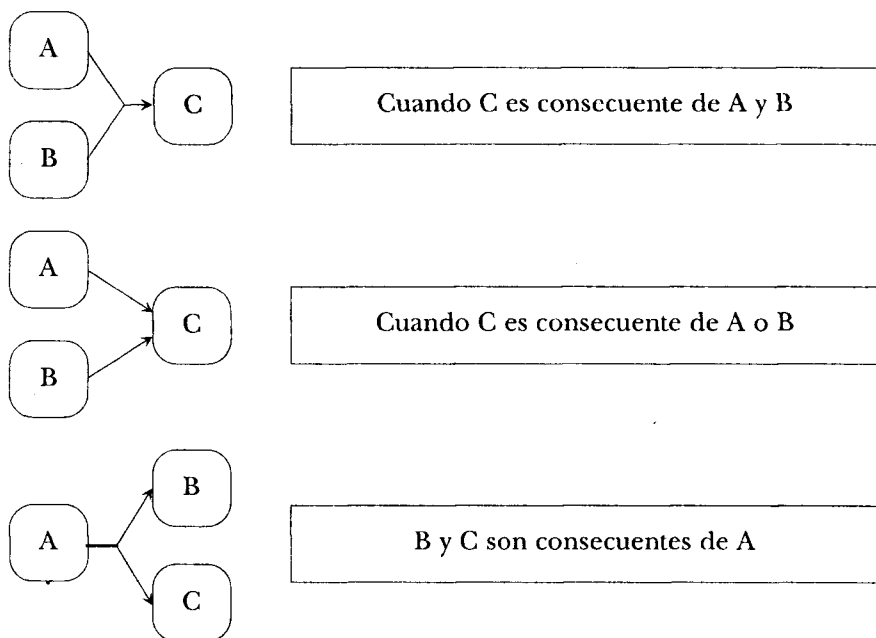 A
B
C
Cuando C es consecuente de A y B
A
B
C
Cuando C es consecuente de A o B
A
B
C
B y C son consecuentes de A